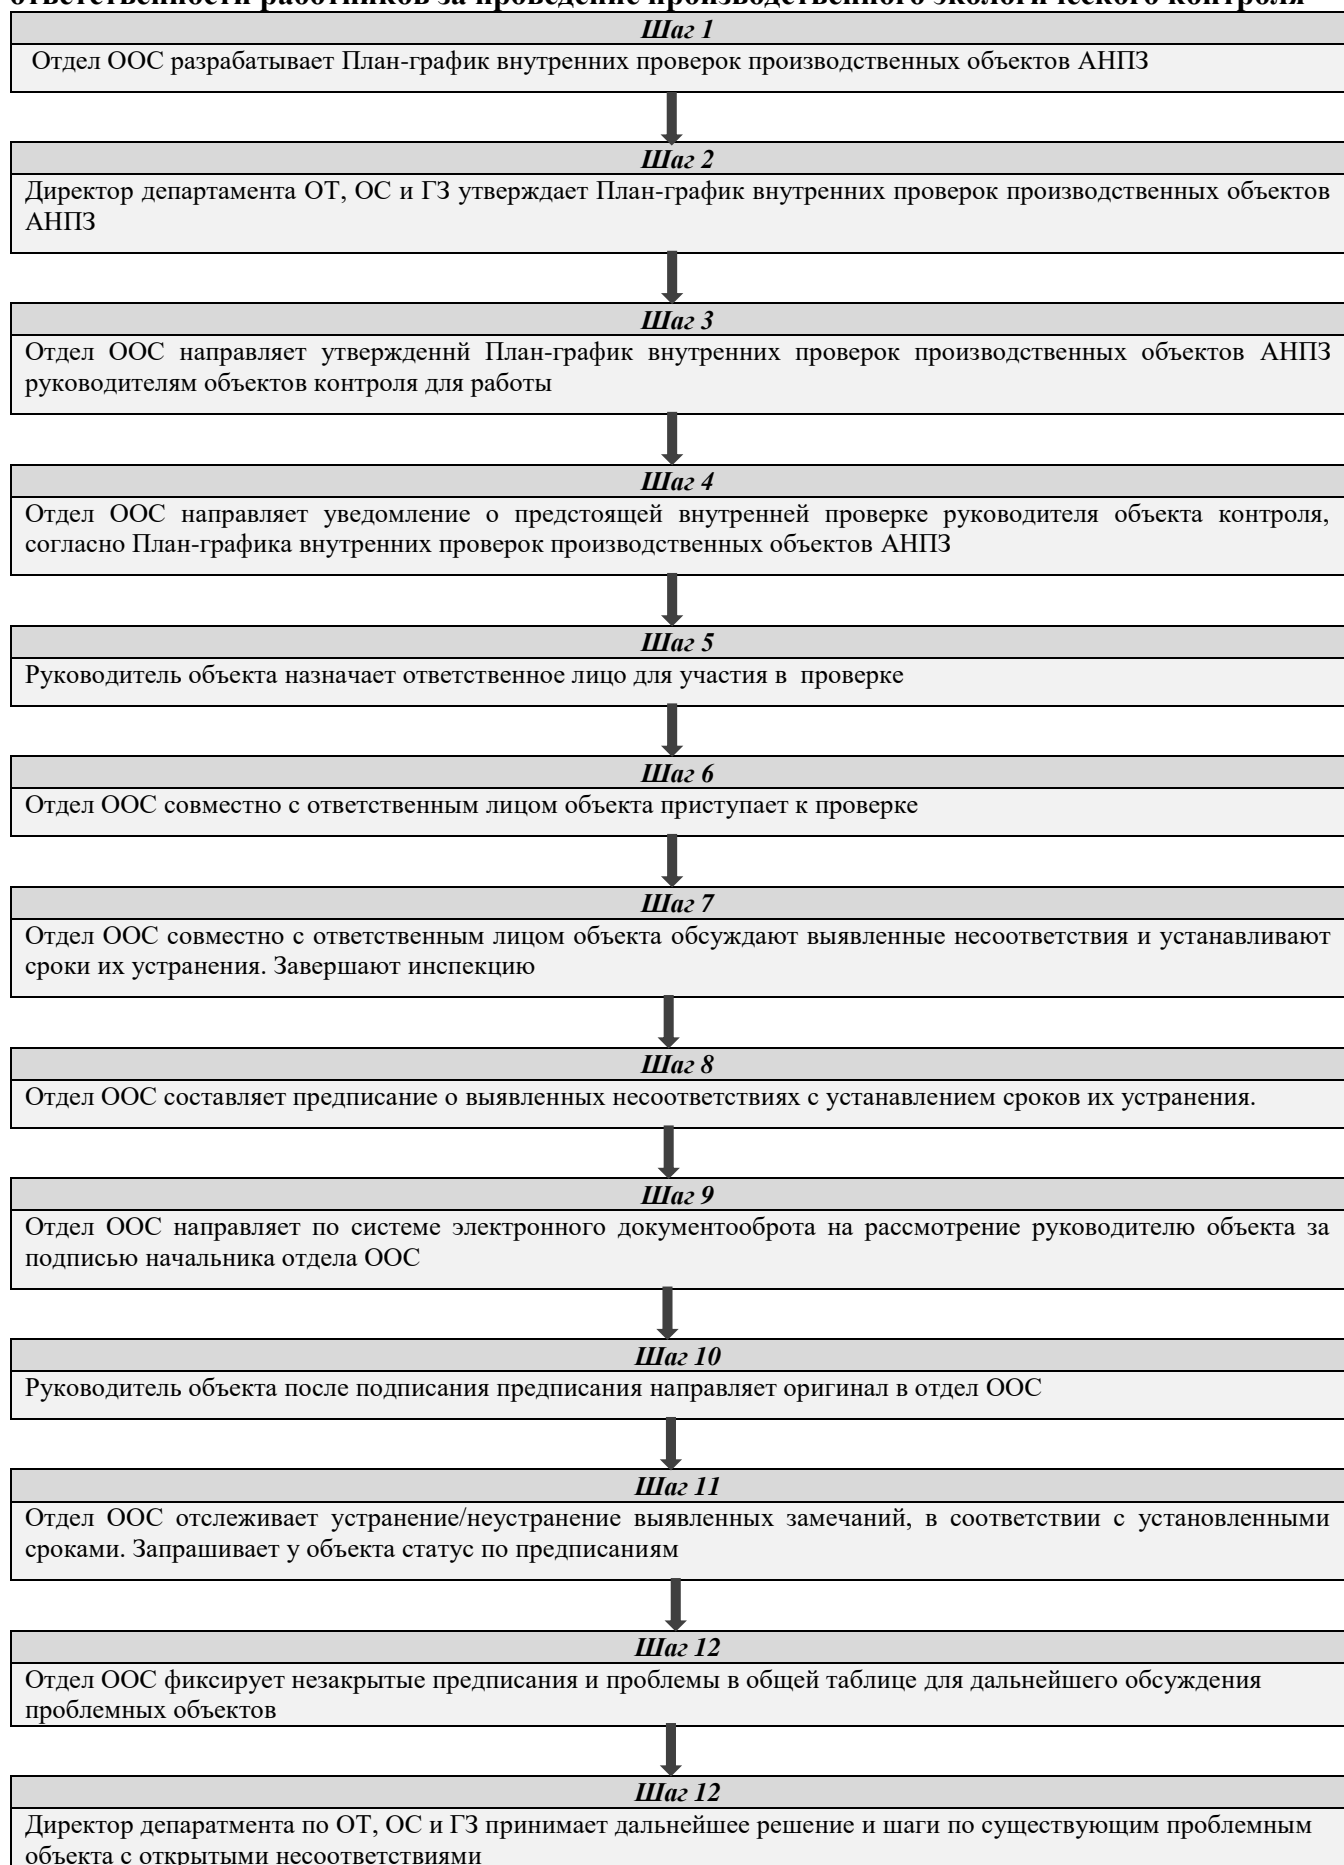 ответственности работников за проведение производственного экологического контроля
Шаг 1
Отдел ООС разрабатывает План-график внутренних проверок производственных объектов АНПЗ
Шаг 2
Директор департамента ОТ, ОС и ГЗ утверждает План-график внутренних проверок производственных объектов
АНПЗ
Шаг 3
Отдел ООС направляет утвержденнй План-график внутренних проверок производственных объектов АНПЗ
руководителям объектов контроля для работы
Шаг 4
Отдел ООС направляет уведомление о предстоящей внутренней проверке руководителя объекта контроля,
согласно План-графика внутренних проверок производственных объектов АНПЗ
Шаг 5
Руководитель объекта назначает ответственное лицо для участия в проверке
Шаг 6
Отдел ООС совместно с ответственным лицом объекта приступает к проверке
Шаг 7
Отдел ООС совместно с ответственным лицом объекта обсуждают выявленные несоответствия и устанавливают
сроки их устранения. Завершают инспекцию
Шаг 8
Отдел ООС составляет предписание о выявленных несоответствиях с устанавлением сроков их устранения.
Шаг 9
Отдел ООС направляет по системе электронного документооброта на рассмотрение руководителю объекта за
подписью начальника отдела ООС
Шаг 10
Руководитель объекта после подписания предписания направляет оригинал в отдел ООС
Шаг 11
Отдел ООС отслеживает устранение/неустранение выявленных замечаний, в соответствии с установленными
сроками. Запрашивает у объекта статус по предписаниям
Шаг 12
Отдел ООС фиксирует незакрытые предписания и проблемы в общей таблице для дальнейшего обсуждения
проблемных объектов
Шаг 12
Директор депаратмента по ОТ, ОС и ГЗ принимает дальнейшее решение и шаги по существующим проблемным
объекта с открытыми несоответствиями